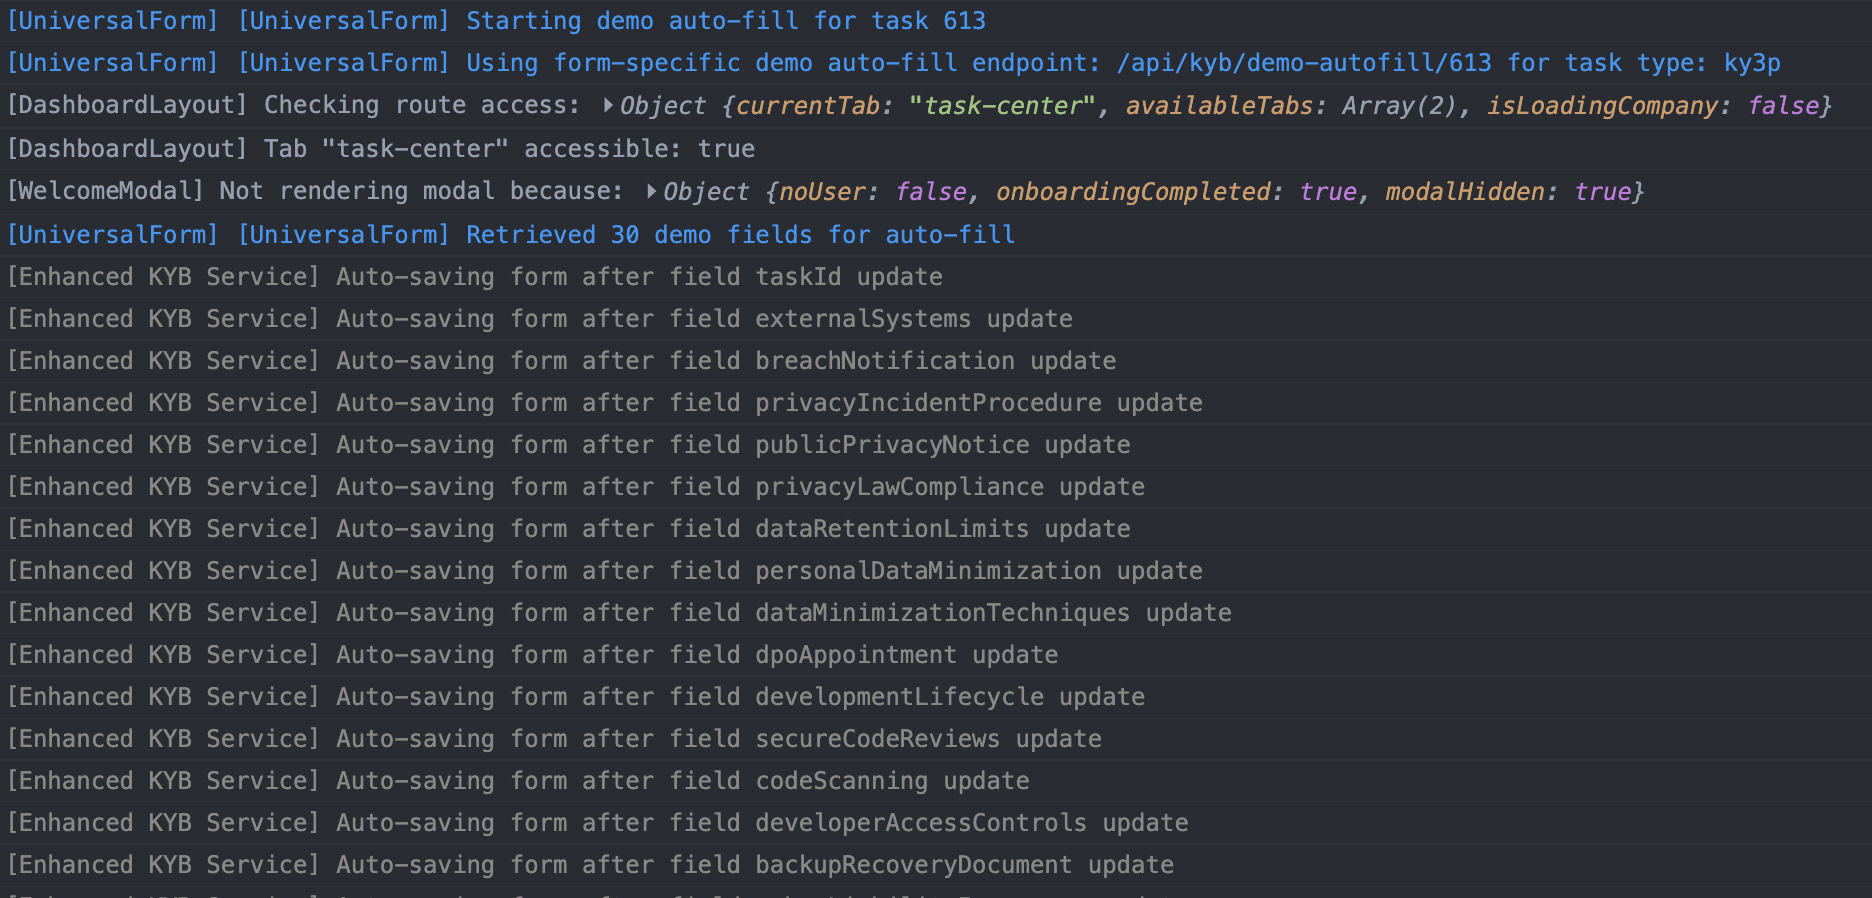 [UniversalForm] [UniversalForm] Starting demo auto-fill for task 613
[UniversalForm] [UniversalForm] Using form-specific demo auto-fill endpoint: /api/kyb/demo-autofill/613 for task type: ky3p
[DashboardLayout] Checking route access: Object {currentTab: "task-center", availableTabs: Array(2), isLoadingCompany: false}
[DashboardLayout] Tab "task-center" accessible: true
[WelcomeModal] Not rendering modal because: Object {noUser: false, onboardingCompleted: true, modalHidden: true}
[UniversalForm] [UniversalForm] Retrieved 30 demo fields for auto-fill
[Enhanced KYB Service] Auto-saving form after field taskId update
[Enhanced KYB Service] Auto-saving form after field externalSystems update
[Enhanced KYB Service] Auto-saving form after field breachNotification update
[Enhanced KYB Service] Auto-saving form after field privacyIncidentProcedure update
[Enhanced KYB Service] Auto-saving form after field publicPrivacyNotice update
[Enhanced KYB Service] Auto-saving form after field privacyLawCompliance update
[Enhanced KYB Service] Auto-saving form after field dataRetentionLimits update
[Enhanced KYB Service] Auto-saving form after field personalDataMinimization update
[Enhanced KYB Service] Auto-saving form after field dataMinimizationTechniques update
[Enhanced KYB Service] Auto-saving form after field dpoAppointment update
[Enhanced KYB Service] Auto-saving form after field developmentLifecycle update
[Enhanced KYB Service] Auto-saving form after field secureCodeReviews update
[Enhanced KYB Service] Auto-saving form after field codeScanning update
[Enhanced KYB Service] Auto-saving form after field developerAccessControls update
[Enhanced KYB Service] Auto-saving form after field backupRecoveryDocument update